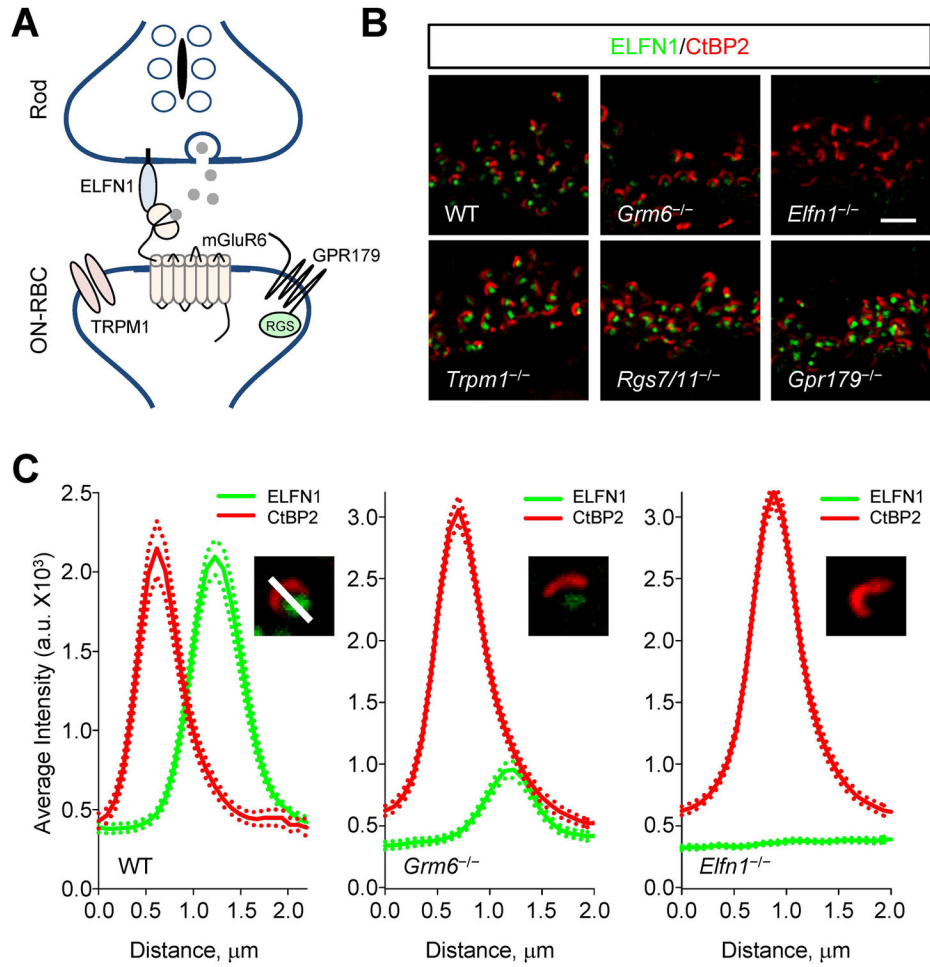 A
Rod
ELFN1
mGluR6
GPR179
TRPM1
RGS
ON-RBC
B
ELFN1/CtBP2
WT
Grm6−/−
Elfn1−/−
Trpm1−/−
Rgs7/11−/−
Gpr179−/−
C
Average Intensity (a.u. X10³)
2.5
2.0
1.5
1.0
0.5
0.0
ELFN1
CtBP2
WT
0.0 0.5 1.0 1.5 2.0
Distance, μm
3.0
2.5
2.0
1.5
1.0
0.5
0.0
ELFN1
CtBP2
Grm6−/−
0.0 0.5 1.0 1.5 2.0
Distance, μm
3.0
2.5
2.0
1.5
1.0
0.5
0.0
ELFN1
CtBP2
Elfn1−/−
0.0 0.5 1.0 1.5 2.0
Distance, μm